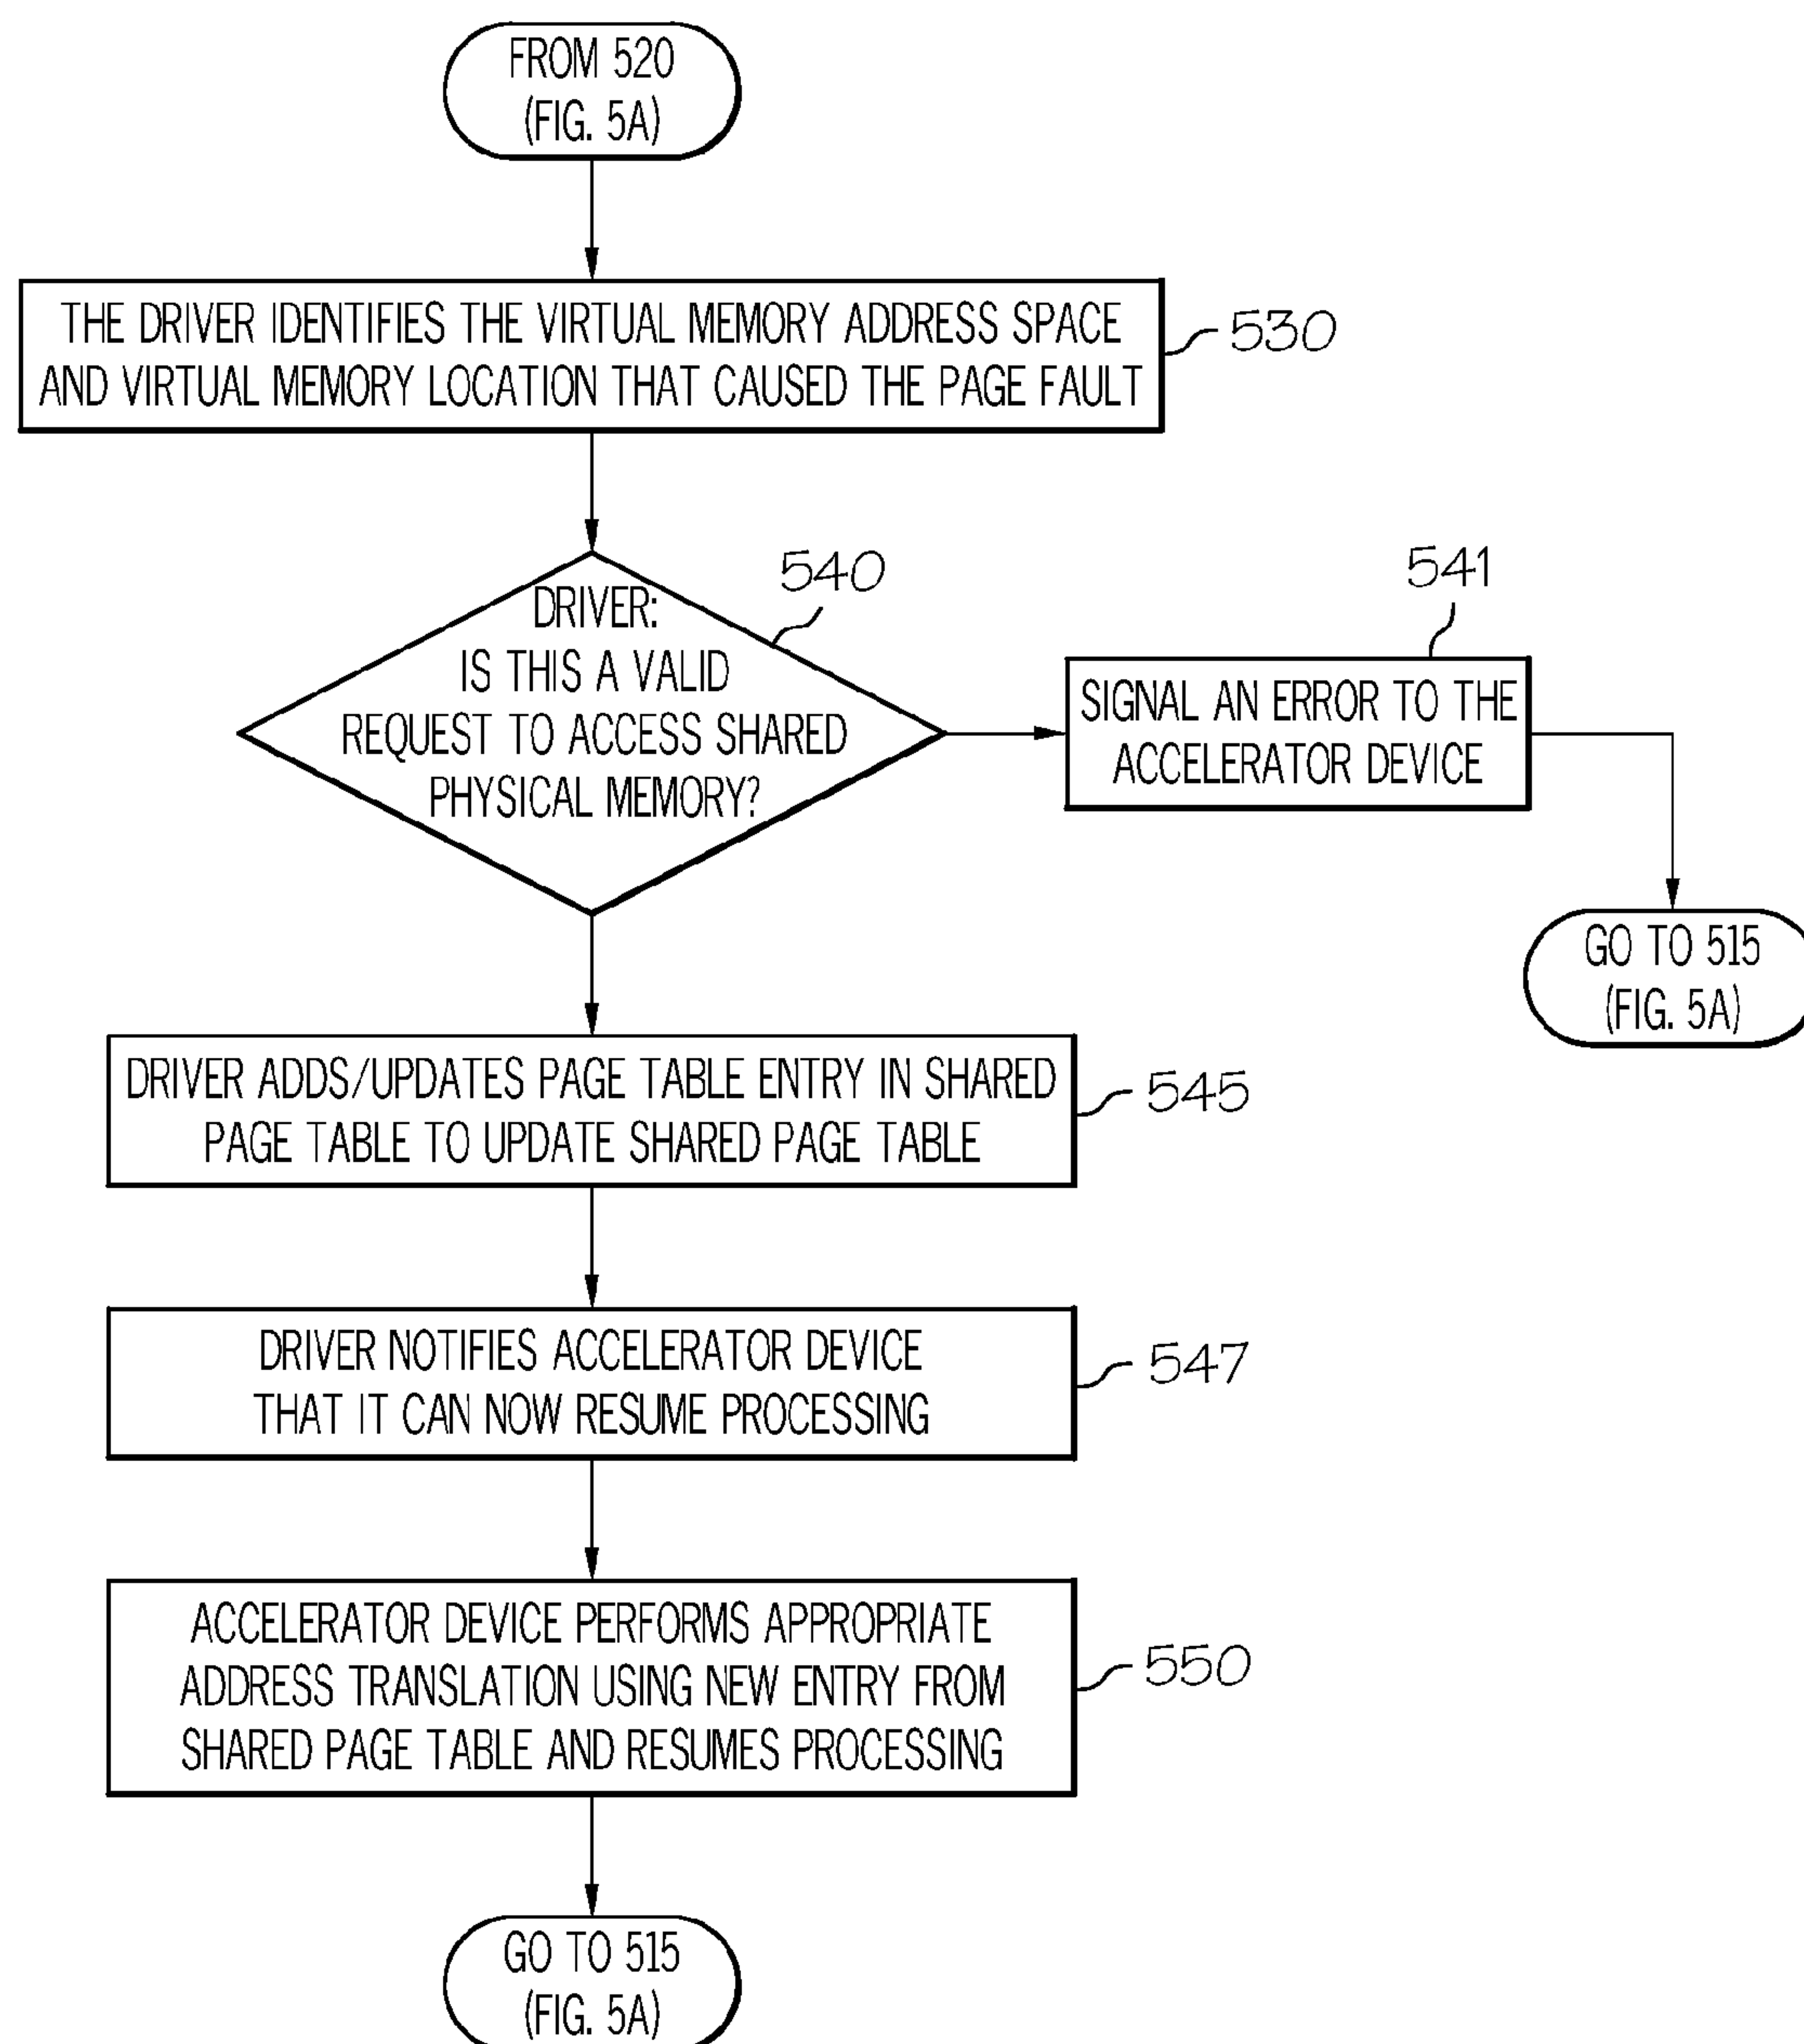 FROM 520
(FIG. 5A)
THE DRIVER IDENTIFIES THE VIRTUAL MEMORY ADDRESS SPACE
AND VIRTUAL MEMORY LOCATION THAT CAUSED THE PAGE FAULT
530
540
DRIVER:
IS THIS A VALID
REQUEST TO ACCESS SHARED
PHYSICAL MEMORY?
541
SIGNAL AN ERROR TO THE
ACCELERATOR DEVICE
GO TO 515
(FIG. 5A)
DRIVER ADDS/UPDATES PAGE TABLE ENTRY IN SHARED
PAGE TABLE TO UPDATE SHARED PAGE TABLE
545
DRIVER NOTIFIES ACCELERATOR DEVICE
THAT IT CAN NOW RESUME PROCESSING
547
ACCELERATOR DEVICE PERFORMS APPROPRIATE
ADDRESS TRANSLATION USING NEW ENTRY FROM
SHARED PAGE TABLE AND RESUMES PROCESSING
550
GO TO 515
(FIG. 5A)